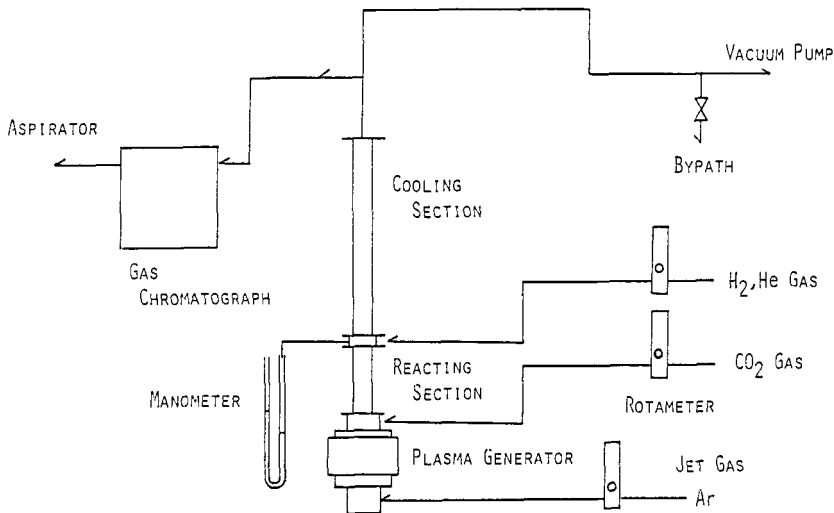 VACUUM PUMP
ASPIRATOR
BYPATH
COOLING
SECTION
GAS
CHROMATOGRAPH
H2,HE GAS
REACTING
SECTION
CO2 GAS
MANOMETER
ROTAMETER
PLASMA GENERATOR
JET GAS
AR